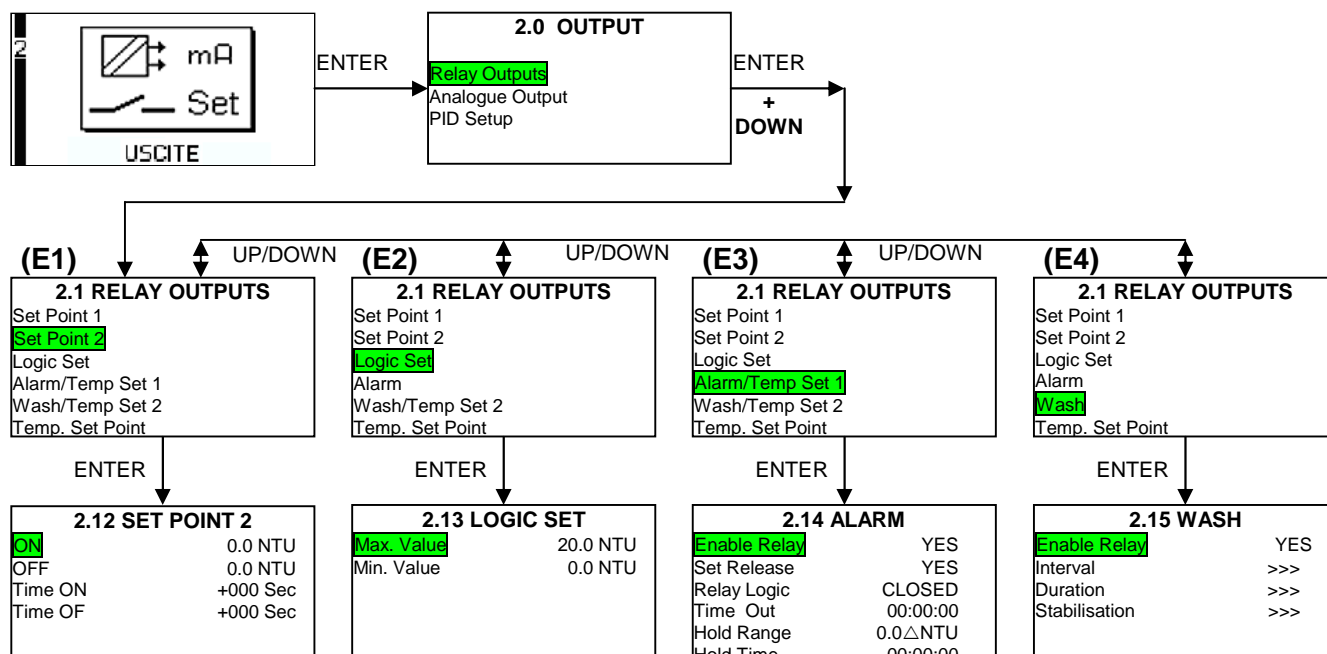 2
mA
Set
USCITE
ENTER
2.0 OUTPUT
Relay Outputs
Analogue Output
PID Setup
ENTER
+
DOWN
(E1)
UP/DOWN
(E2)
UP/DOWN
(E3)
UP/DOWN
(E4)
2.1 RELAY OUTPUTS
Set Point 1
Set Point 2
Logic Set
Alarm/Temp Set 1
Wash/Temp Set 2
Temp. Set Point
2.1 RELAY OUTPUTS
Set Point 1
Set Point 2
Logic Set
Alarm
Wash/Temp Set 2
Temp. Set Point
2.1 RELAY OUTPUTS
Set Point 1
Set Point 2
Logic Set
Alarm/Temp Set 1
Wash/Temp Set 2
Temp. Set Point
2.1 RELAY OUTPUTS
Set Point 1
Set Point 2
Logic Set
Alarm
Wash
Temp. Set Point
ENTER
ENTER
ENTER
ENTER
2.12 SET POINT 2
ON 0.0 NTU
OFF 0.0 NTU
Time ON +000 Sec
Time OF +000 Sec
2.13 LOGIC SET
Max. Value 20.0 NTU
Min. Value 0.0 NTU
2.14 ALARM
Enable Relay YES
Set Release YES
Relay Logic CLOSED
Time Out 00:00:00
Hold Range 0.0△NTU
Hold Time 00:00:00
2.15 WASH
Enable Relay YES
Interval >>>
Duration >>>
Stabilisation >>>